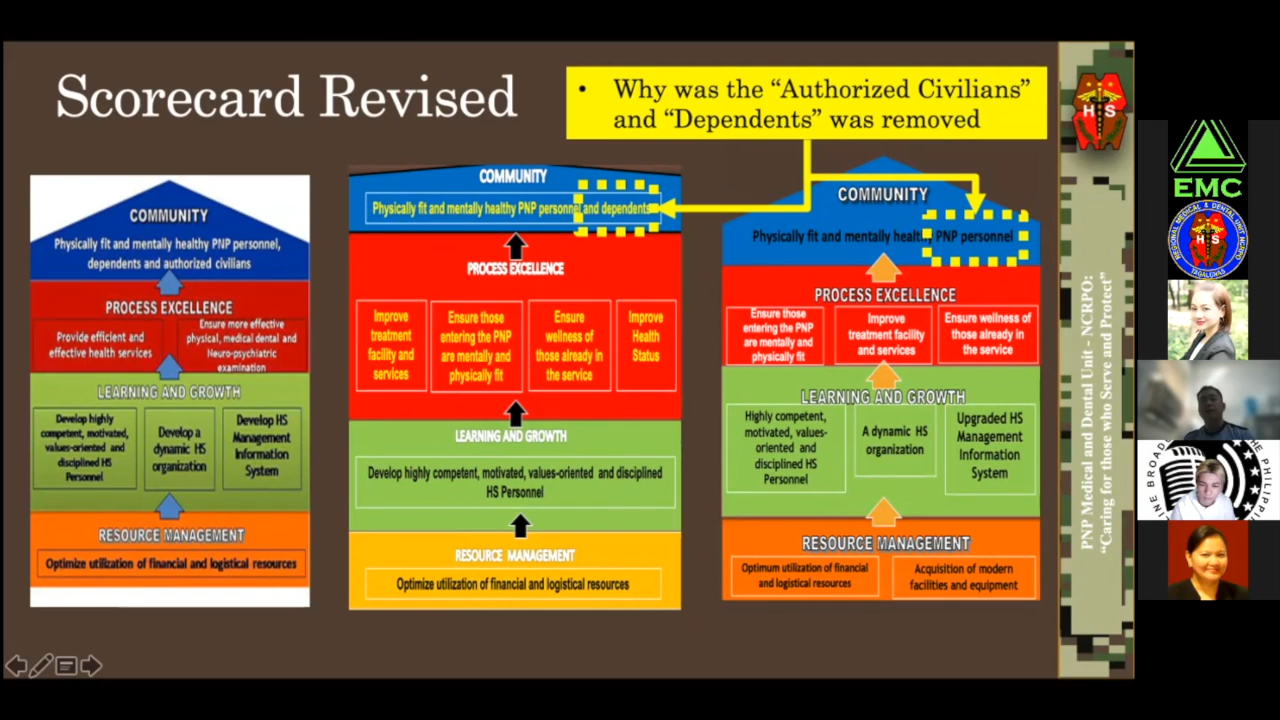 Scorecard Revised
• Why was the “Authorized Civilians”
and “Dependents” was removed
COMMUNITY
Physically fit and mentally healthy PNP personnel,
dependents and authorized civilians
PROCESS EXCELLENCE
Provide efficient and
effective health services
Ensure more effective
physical, medical dental and
Neuro-psychiatric
examination
LEARNING AND GROWTH
Develop highly
competent, motivated,
values-oriented and
disciplined HS
Personnel
Develop a
dynamic HS
organization
Develop HS
Management
Information
System
RESOURCE MANAGEMENT
Optimize utilization of financial and logistical resources
COMMUNITY
Physically fit and mentally healthy PNP personnel and dependents
PROCESS EXCELLENCE
Improve
treatment
facility and
services
Ensure those
entering the PNP
are mentally and
physically fit
Ensure
wellness of
those already in
the service
Improve
Health
Status
LEARNING AND GROWTH
Develop highly competent, motivated, values-oriented and disciplined
HS Personnel
RESOURCE MANAGEMENT
Optimize utilization of financial and logistical resources
COMMUNITY
Physically fit and mentally healthy PNP personnel
PROCESS EXCELLENCE
Ensure those
entering the PNP
are mentally and
physically fit
Improve
treatment facility
and services
Ensure wellness of
those already in
the service
LEARNING AND GROWTH
Highly competent,
motivated, values-
oriented and
disciplined HS
Personnel
A dynamic HS
organization
Upgraded HS
Management
Information
System
RESOURCE MANAGEMENT
Optimum utilization of financial
and logistical resources
Acquisition of modern
facilities and equipment
H S
PNP Medical and Dental Unit - NCRPO:
“Caring for those who Serve and Protect”
EMC
REGIONAL MEDICAL & DENTAL UNIT NCRPO
H S
TAGALIGTAS